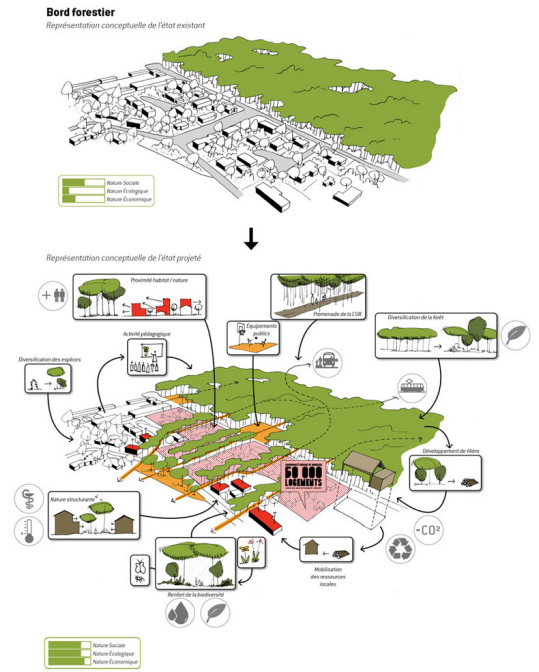 Bord forestier
Représentation conceptuelle de l'état existant
Nature Sociale
Nature Écologique
Nature Économique
Représentation conceptuelle de l'état projeté
Proximité habitat / nature
Promenade de la CUB
Diversification de la forêt
Équipements
publics
Activité pédagogique
Diversification des espèces
50 000
LOGEMENTS
Développement de filière
Nature structurante
-CO²
Mobilisation
des ressources
locales
Renfort de la biodiversité
Nature Sociale
Nature Écologique
Nature Économique